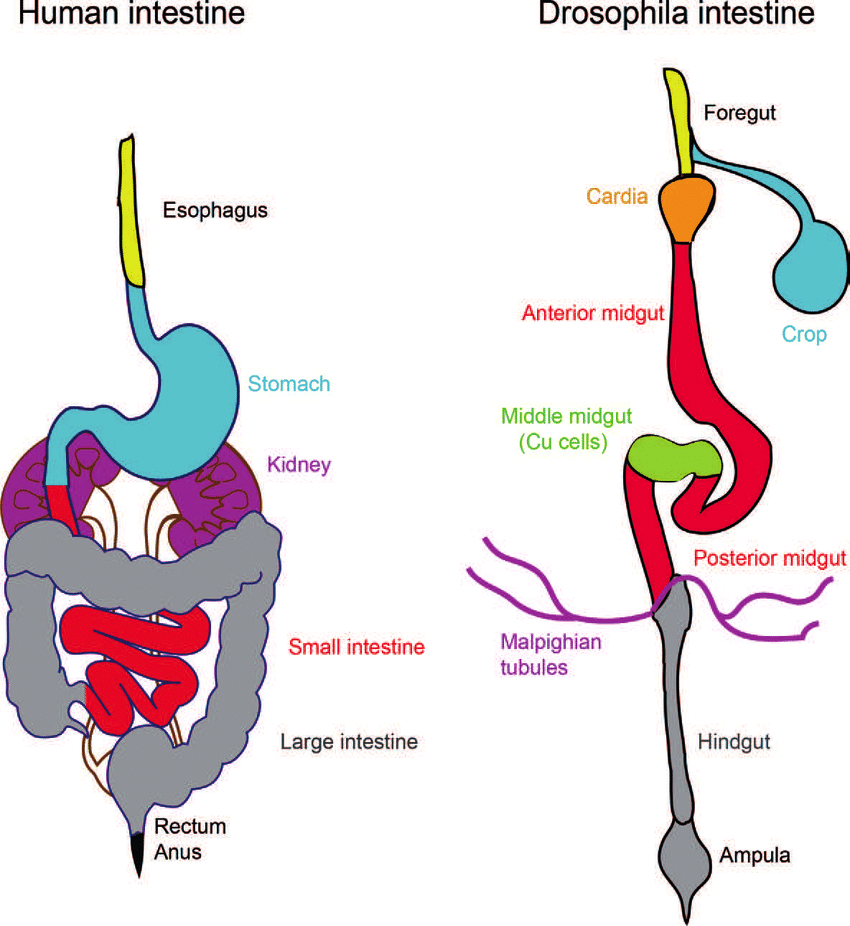 Human intestine
Drosophila intestine
Esophagus
Stomach
Kidney
Small intestine
Large intestine
Rectum
Anus
Foregut
Cardia
Anterior midgut
Crop
Middle midgut
(Cu cells)
Posterior midgut
Malpighian
tubules
Hindgut
Ampula